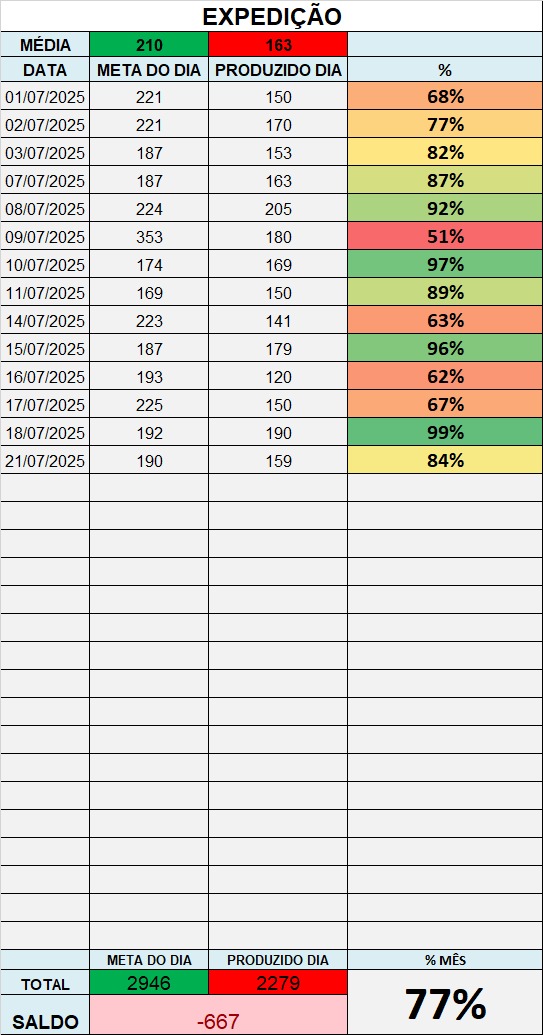 EXPEDIÇÃO
MÉDIA 210 163
DATA META DO DIA PRODUZIDO DIA %
01/07/2025 221 150 68%
02/07/2025 221 170 77%
03/07/2025 187 153 82%
07/07/2025 187 163 87%
08/07/2025 224 205 92%
09/07/2025 353 180 51%
10/07/2025 174 169 97%
11/07/2025 169 150 89%
14/07/2025 223 141 63%
15/07/2025 187 179 96%
16/07/2025 193 120 62%
17/07/2025 225 150 67%
18/07/2025 192 190 99%
21/07/2025 190 159 84%
META DO DIA PRODUZIDO DIA % MÊS
TOTAL 2946 2279 77%
SALDO -667